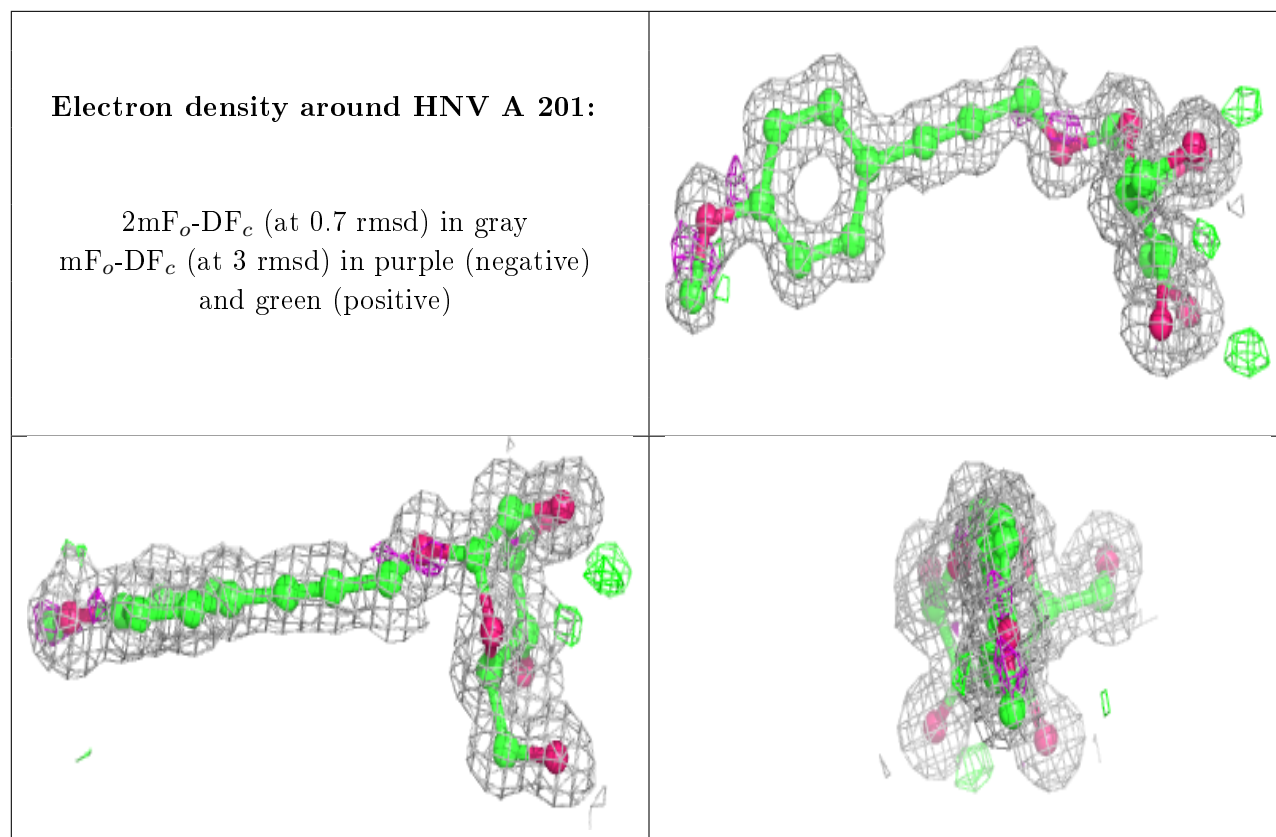 Electron density around HNV A 201:
2mFo-DFc (at 0.7 rmsd) in gray
mFo-DFc (at 3 rmsd) in purple (negative)
and green (positive)